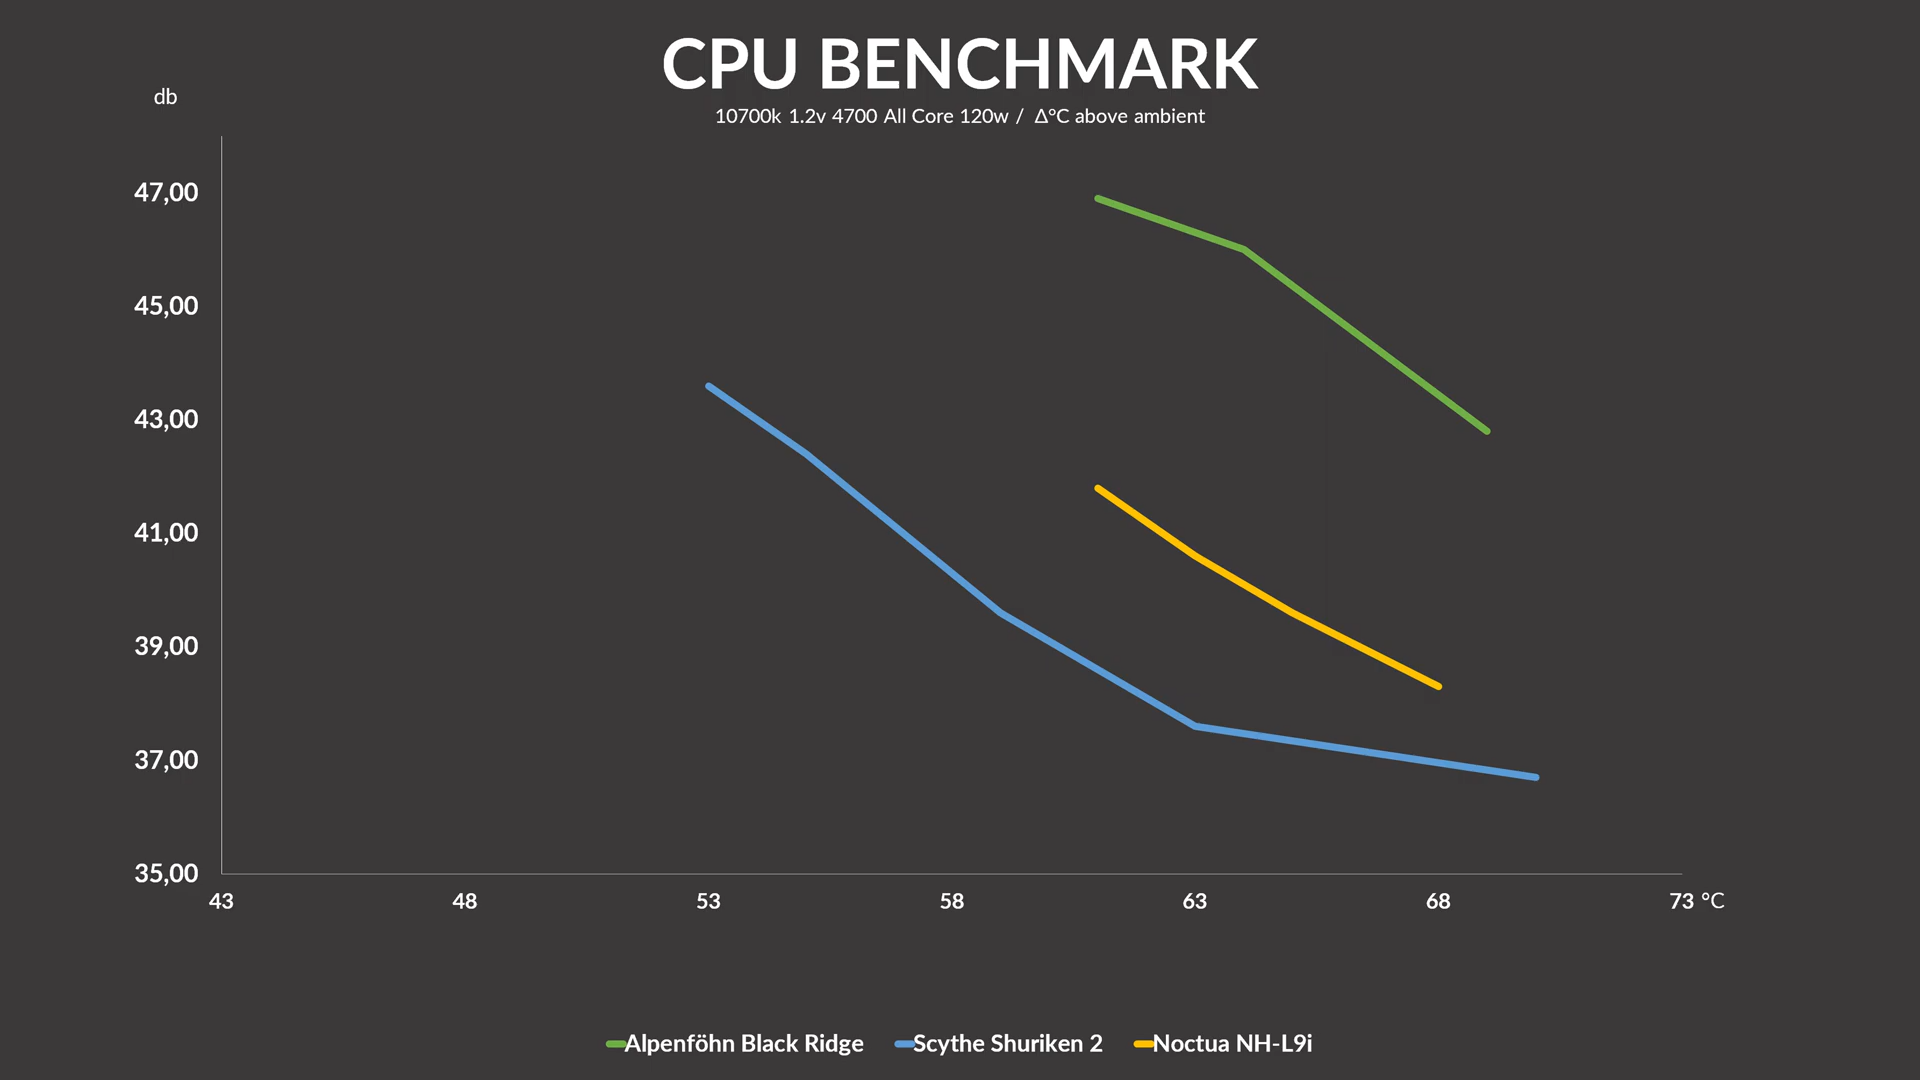 CPU BENCHMARK
10700k 1.2v 4700 All Core 120w / Δ°C above ambient
db
47,00
45,00
43,00
41,00
39,00
37,00
35,00
43 48 53 58 63 68 73 °C
Alpenföhn Black Ridge Scythe Shuriken 2 Noctua NH-L9i